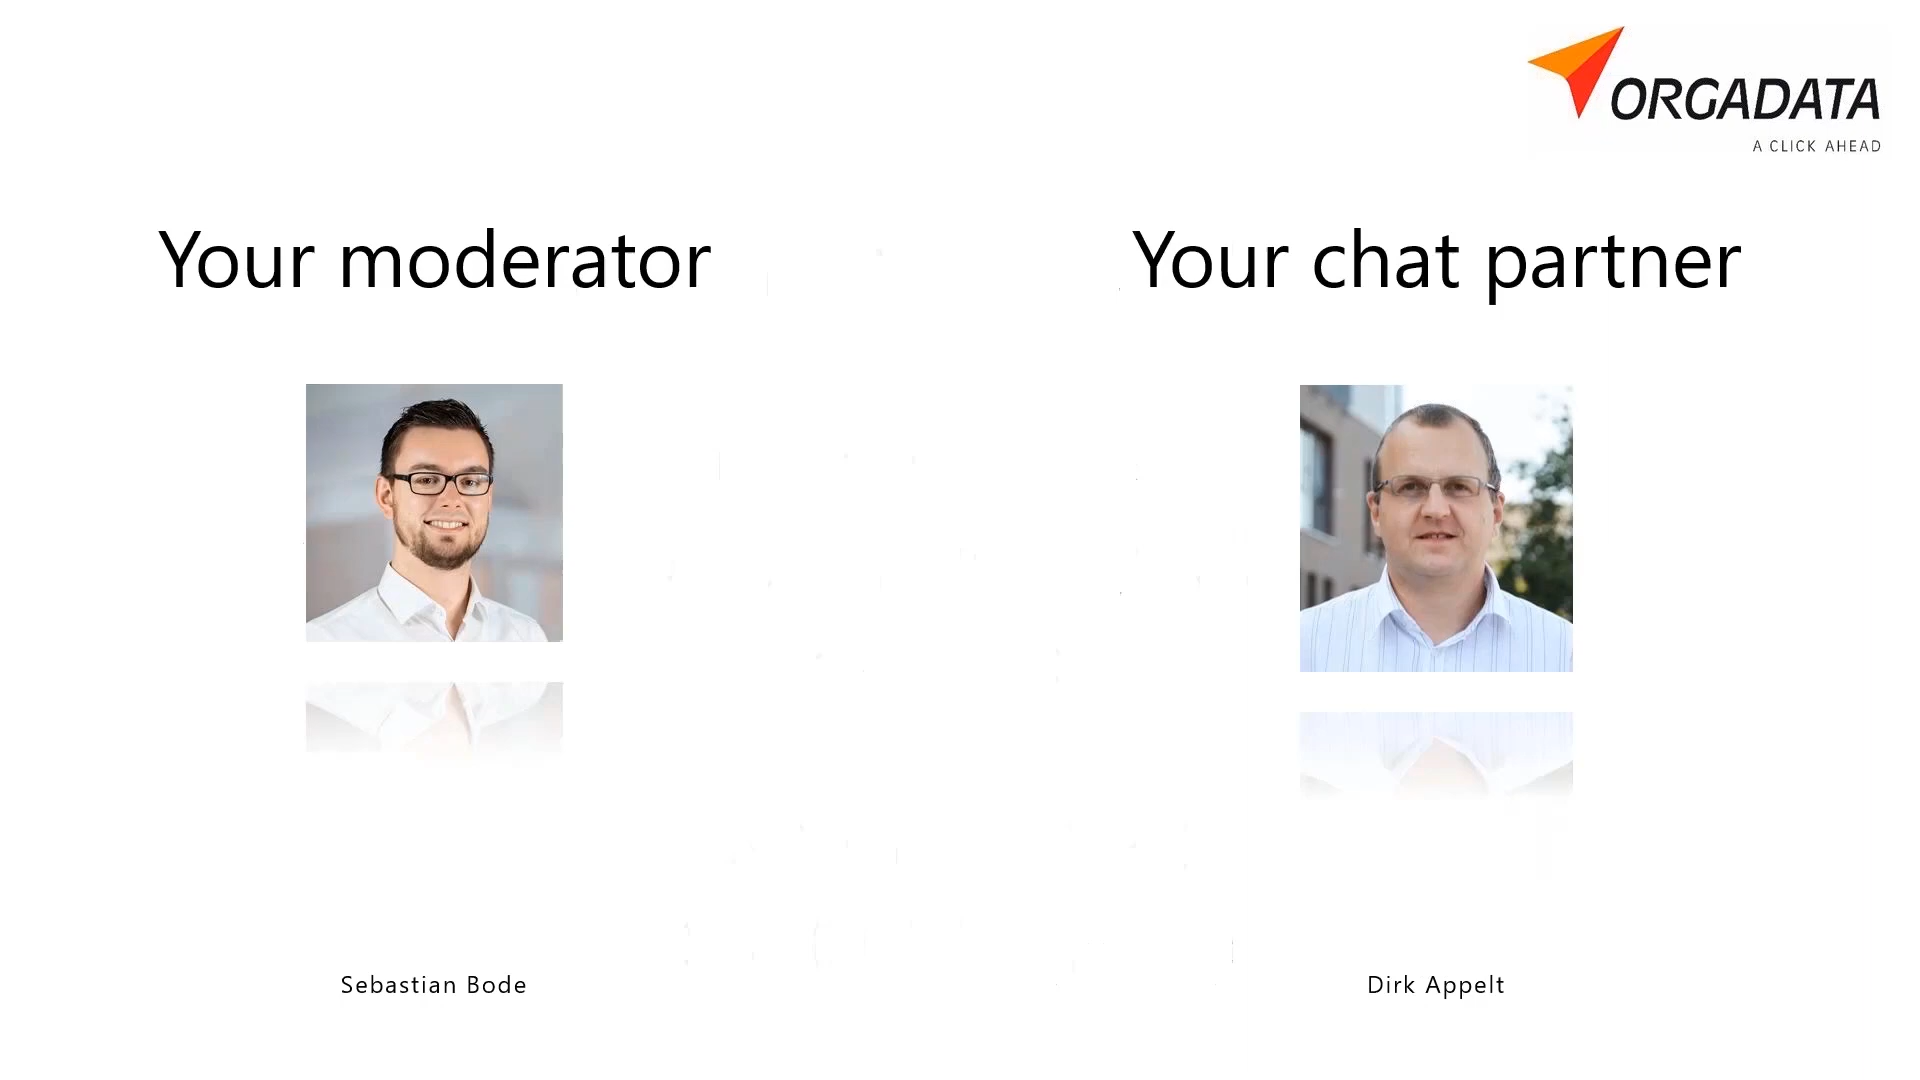 ORGADATA
A CLICK AHEAD
Your moderator
Your chat partner
Sebastian Bode
Dirk Appelt